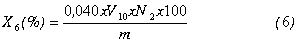 X₆(%) = 0,040xV₁₀xN₂x100 / m (6)